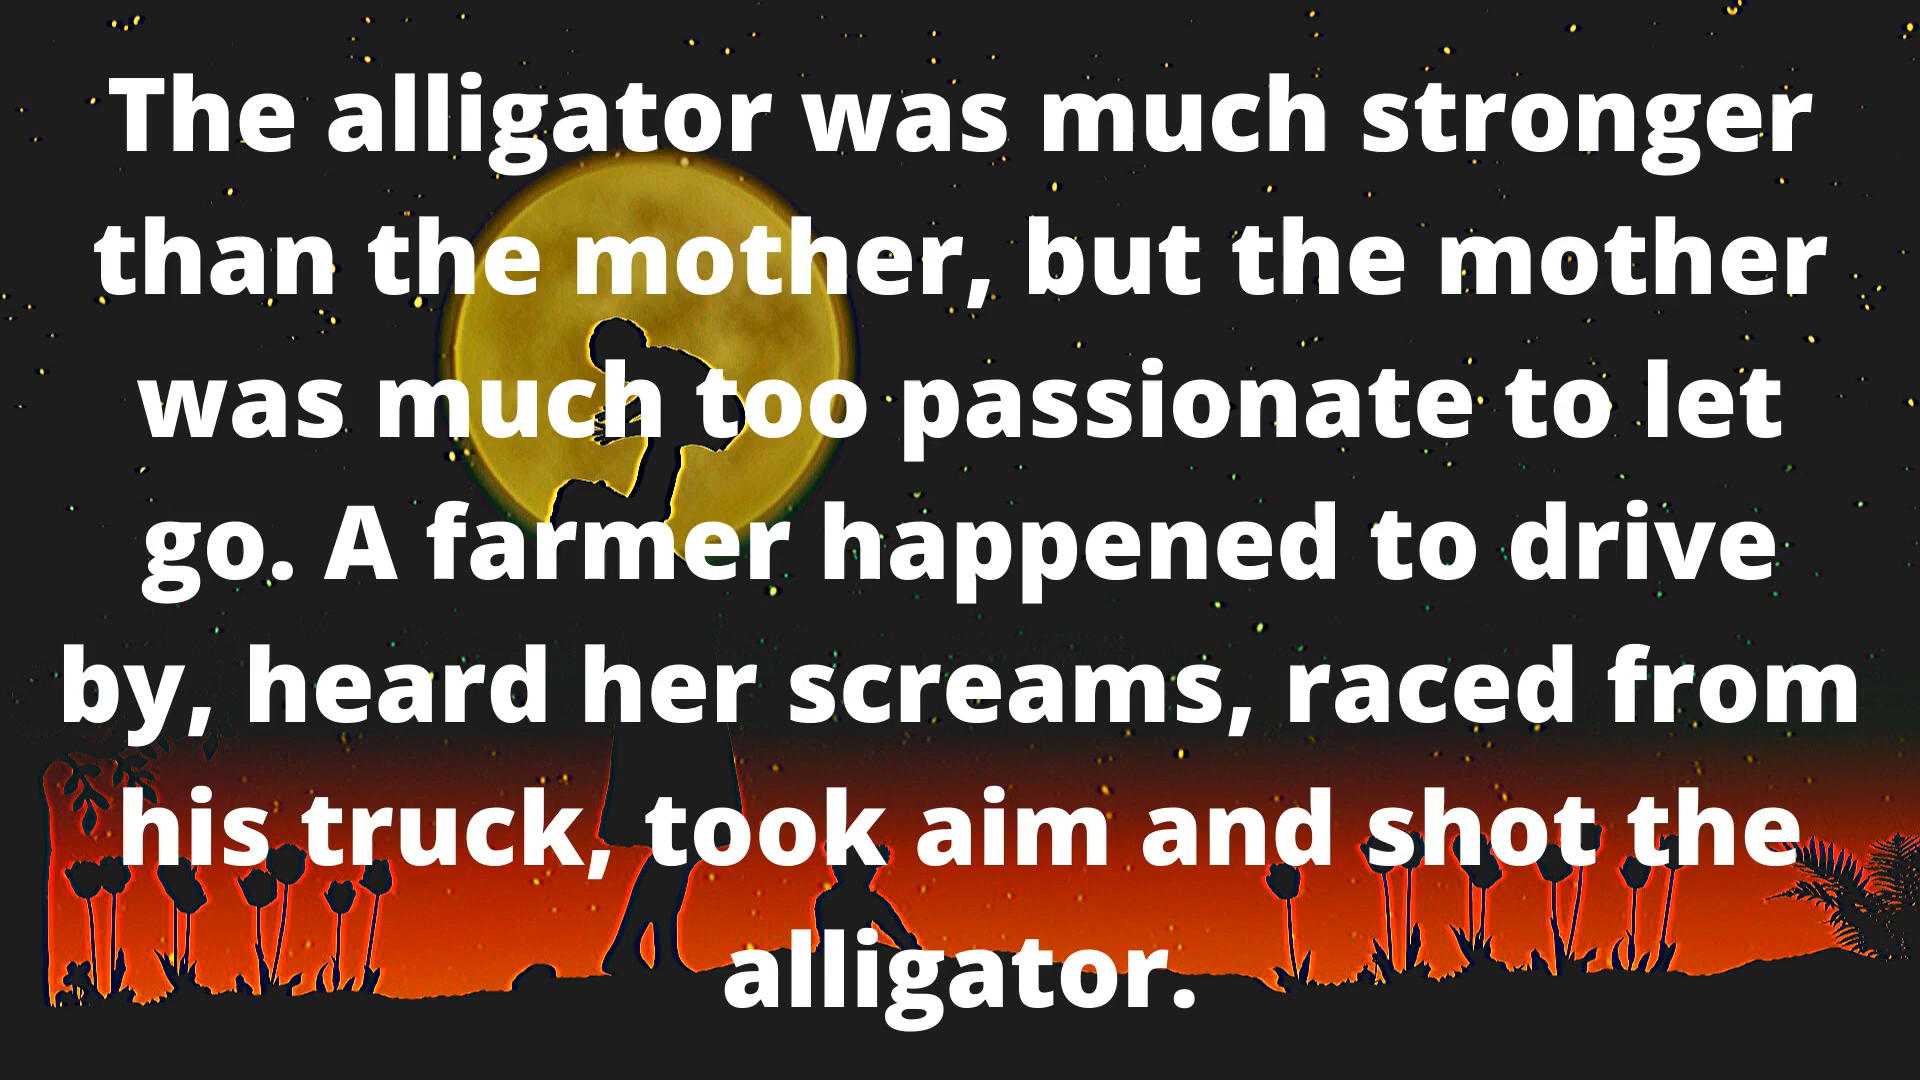 The alligator was much stronger
than the mother, but the mother
was much too passionate to let
go. A farmer happened to drive
by, heard her screams, raced from
his truck, took aim and shot the
alligator.